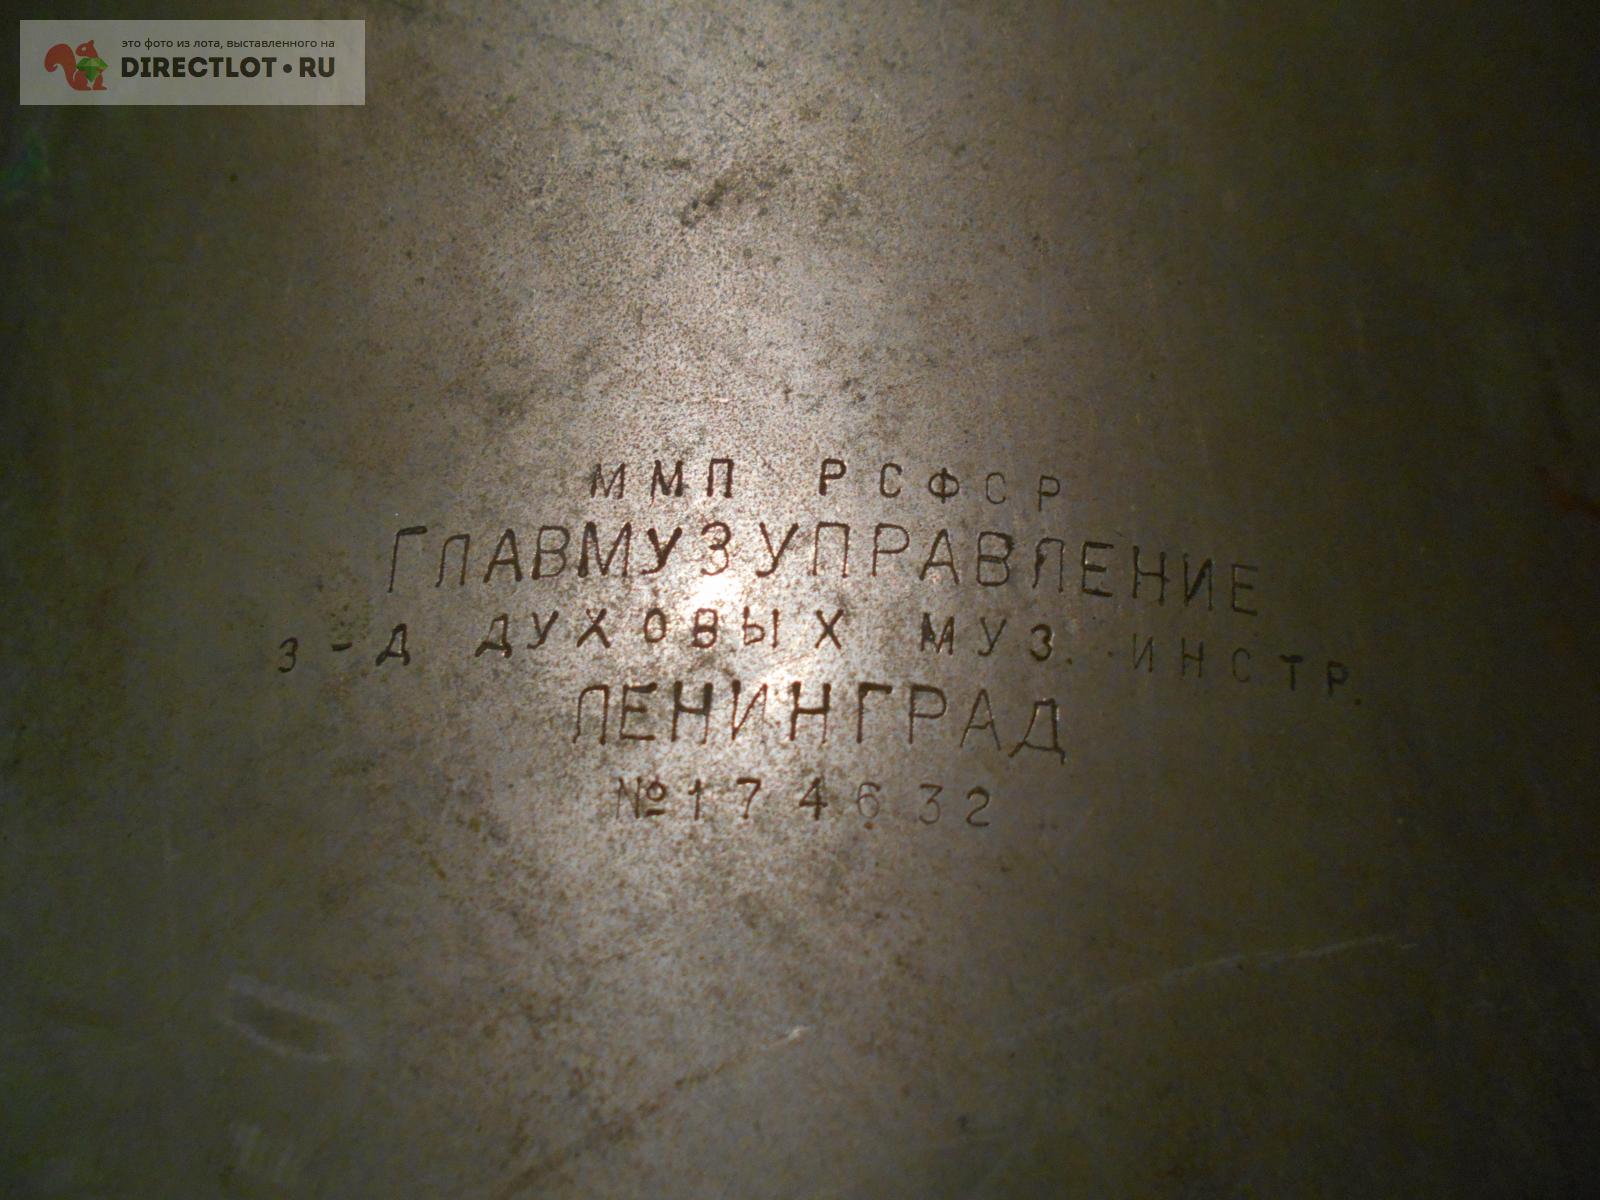 это фото из лота, выставленного на
DIRECTLOT•RU
ММП РСФСР
ГЛАВМУЗУПРАВЛЕНИЕ
З-Д ДУХОВЫХ МУЗ. ИНСТР.
ЛЕНИНГРАД
№174632